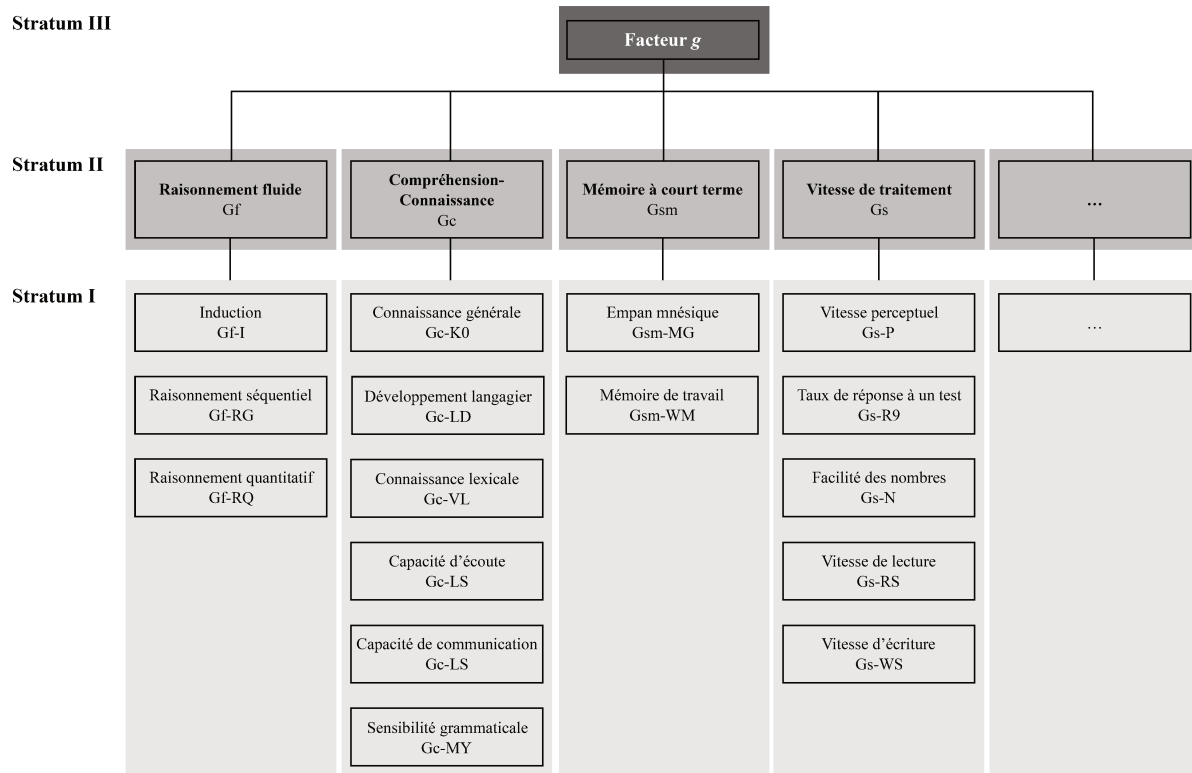 Stratum III
Facteur g
Stratum II
Raisonnement fluide
Gf
Compréhension-
Connaissance
Gc
Mémoire à court terme
Gsm
Vitesse de traitement
Gs
...
Stratum I
Induction
Gf-I
Raisonnement séquentiel
Gf-RG
Raisonnement quantitatif
Gf-RQ
Connaissance générale
Gc-K0
Développement langagier
Gc-LD
Connaissance lexicale
Gc-VL
Capacité d’écoute
Gc-LS
Capacité de communication
Gc-LS
Sensibilité grammaticale
Gc-MY
Empan mnésique
Gsm-MG
Mémoire de travail
Gsm-WM
Vitesse perceptuel
Gs-P
Taux de réponse à un test
Gs-R9
Facilité des nombres
Gs-N
Vitesse de lecture
Gs-RS
Vitesse d’écriture
Gs-WS
...